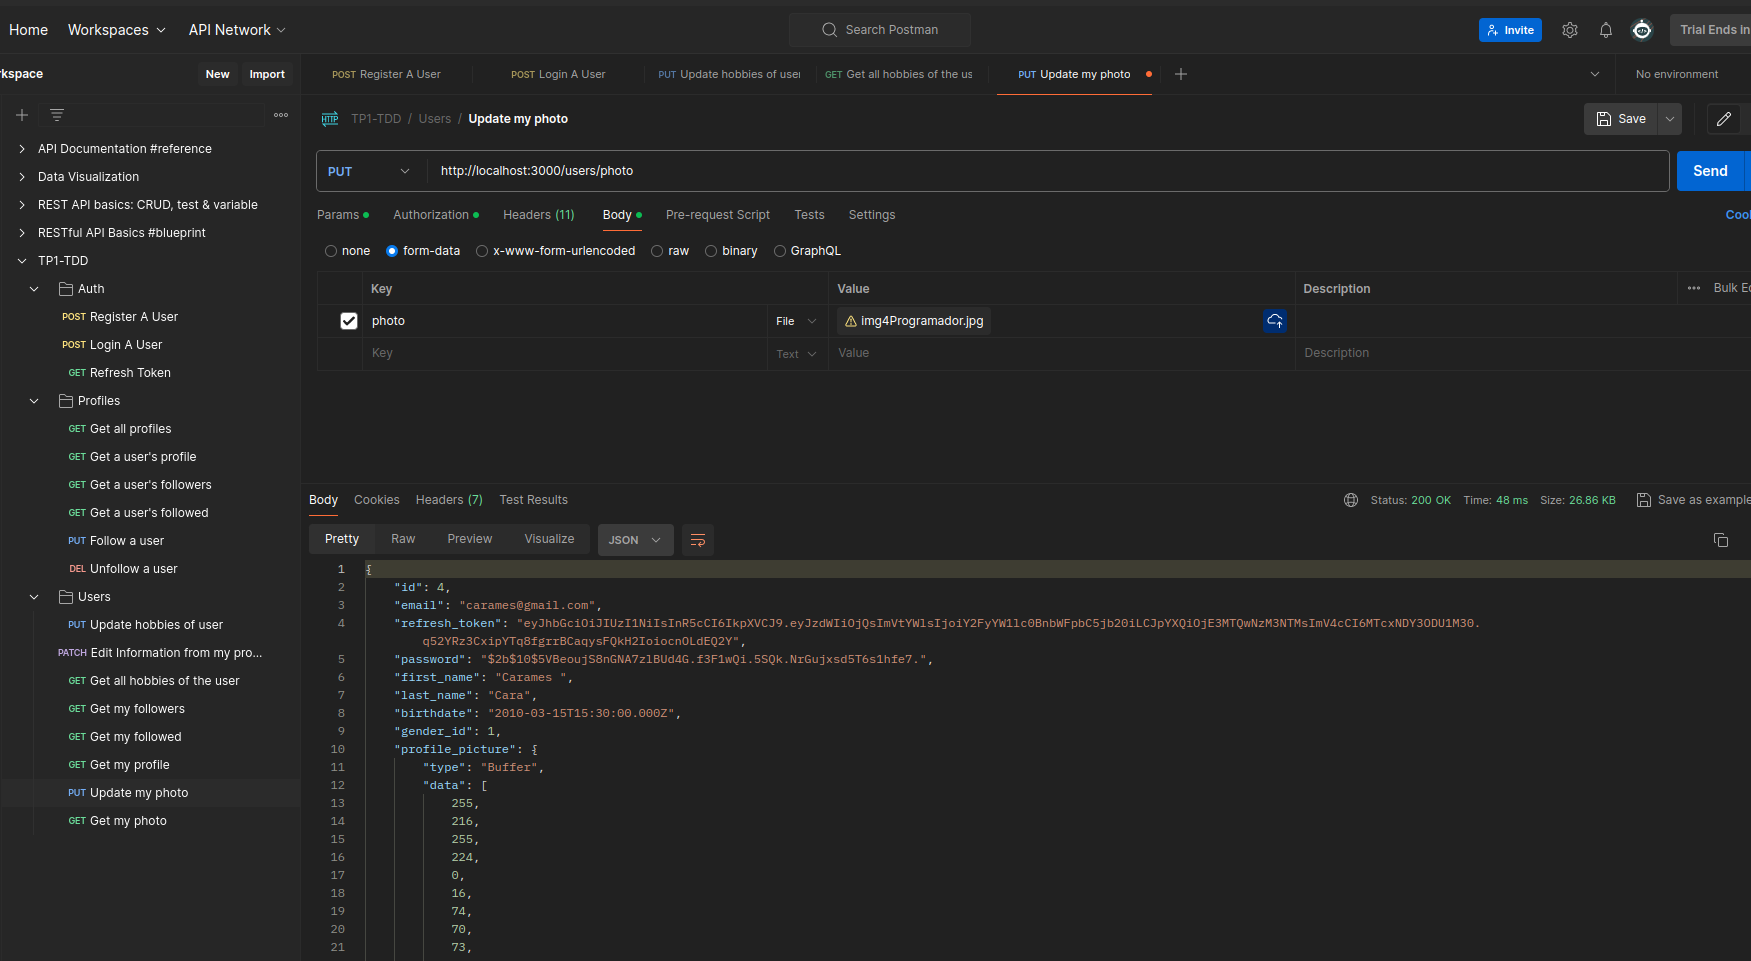 Home Workspaces API Network Search Postman Invite Trial Ends in
kspace New Import POST Register A User POST Login A User PUT Update hobbies of user GET Get all hobbies of the us PUT Update my photo No environment
TP1-TDD / Users / Update my photo Save
API Documentation #reference
Data Visualization
REST API basics: CRUD, test & variable
RESTful API Basics #blueprint
TP1-TDD
Auth
POST Register A User
POST Login A User
GET Refresh Token
Profiles
GET Get all profiles
GET Get a user's profile
GET Get a user's followers
GET Get a user's followed
PUT Follow a user
DEL Unfollow a user
Users
PUT Update hobbies of user
PATCH Edit Information from my pro...
GET Get all hobbies of the user
GET Get my followers
GET Get my followed
GET Get my profile
PUT Update my photo
GET Get my photo
PUT http://localhost:3000/users/photo Send
Params Authorization Headers (11) Body Pre-request Script Tests Settings Cool
none form-data x-www-form-urlencoded raw binary GraphQL
Key Value Description Bulk Ed
photo File img4Programador.jpg
Key Text Value Description
Body Cookies Headers (7) Test Results Status: 200 OK Time: 48 ms Size: 26.86 KB Save as example
Pretty Raw Preview Visualize JSON
1 {
2 "id": 4,
3 "email": "carames@gmail.com",
4 "refresh_token": "eyJhbGciOiJIUzI1NiIsInR5cCI6IkpXVCJ9.eyJzdWIiOjQsImVtYWlsIjoiY2FyYW1lc0BnbWFpbC5jb20iLCJpYXQiOjE3MTQwNzM3NTMsImV4cCI6MTcxNDY3ODU1M30.
q52YRz3CxipYTq8fgrrBCaqysFQkH2IoiocnOLdEQ2Y",
5 "password": "$2b$10$5VBeoujS8nGNA7zlBUd4G.f3F1wQi.5SQk.NrGujxsd5T6s1hfe7.",
6 "first_name": "Carames ",
7 "last_name": "Cara",
8 "birthdate": "2010-03-15T15:30:00.000Z",
9 "gender_id": 1,
10 "profile_picture": {
11 "type": "Buffer",
12 "data": [
13 255,
14 216,
15 255,
16 224,
17 0,
18 16,
19 74,
20 70,
21 73,